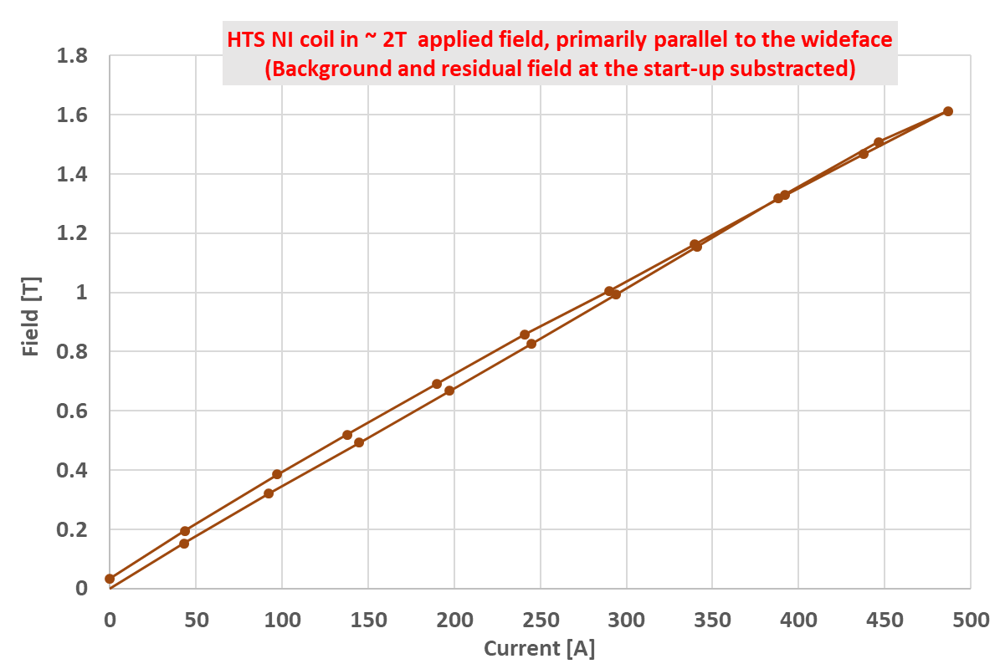 HTS NI coil in ~ 2T  applied field, primarily parallel to the wideface
(Background and residual field at the start-up substracted)
1.8
1.6
1.4
1.2
1
0.8
0.6
0.4
0.2
0
Field [T]
0 50 100 150 200 250 300 350 400 450 500
Current [A]